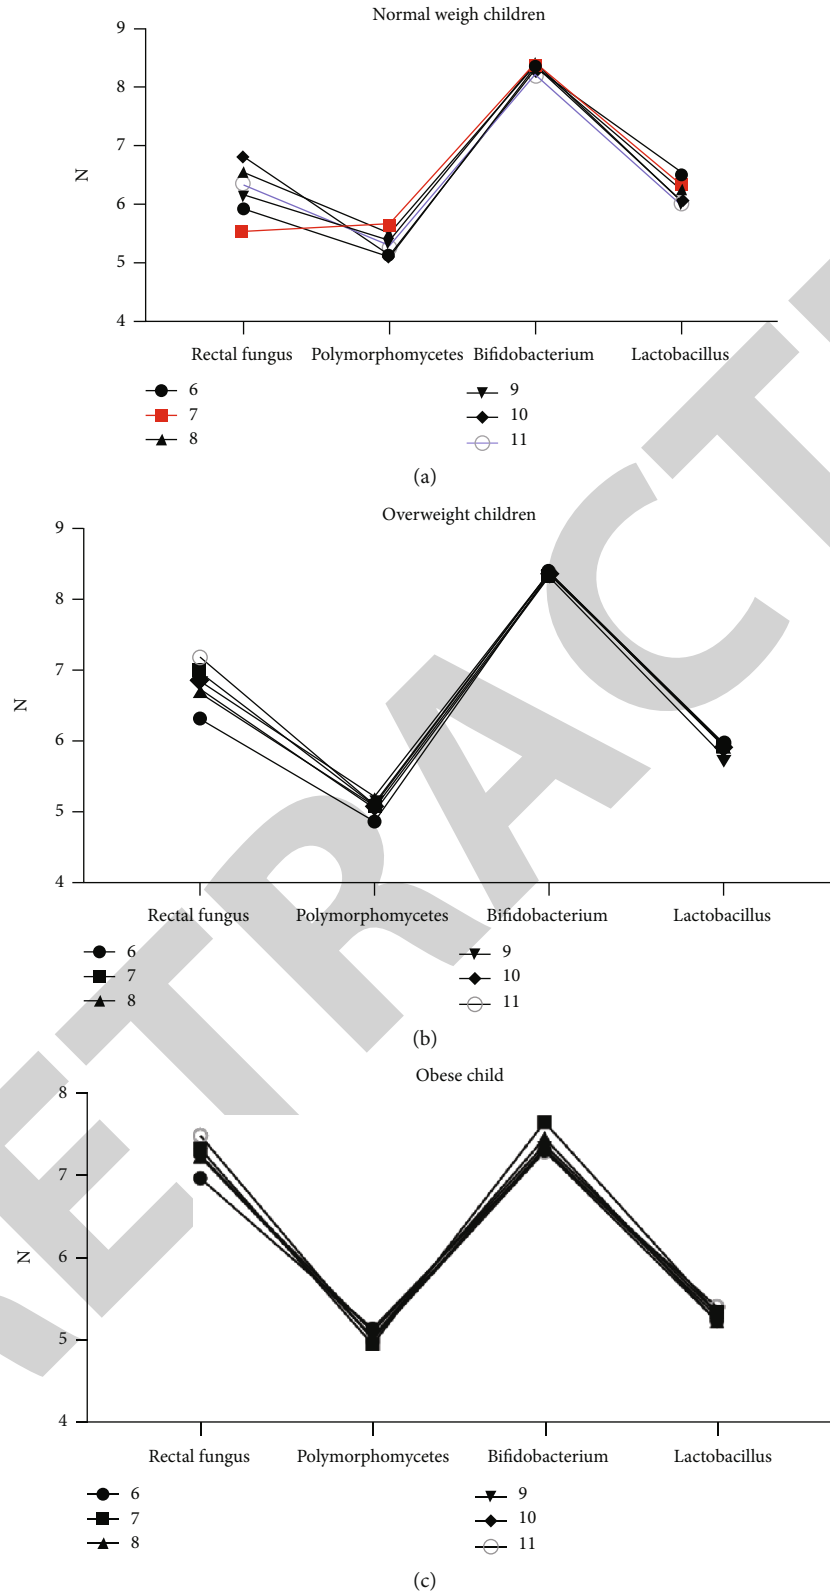 Normal weigh children
9
8
7
6
5
4
N
Rectal fungus Polymorphomycetes Bifidobacterium Lactobacillus
6 9
7 10
8 11
(a)
Overweight children
9
8
7
6
5
4
N
Rectal fungus Polymorphomycetes Bifidobacterium Lactobacillus
6 9
7 10
8 11
(b)
Obese child
8
7
6
5
4
N
Rectal fungus Polymorphomycetes Bifidobacterium Lactobacillus
6 9
7 10
8 11
(c)
RETRACT